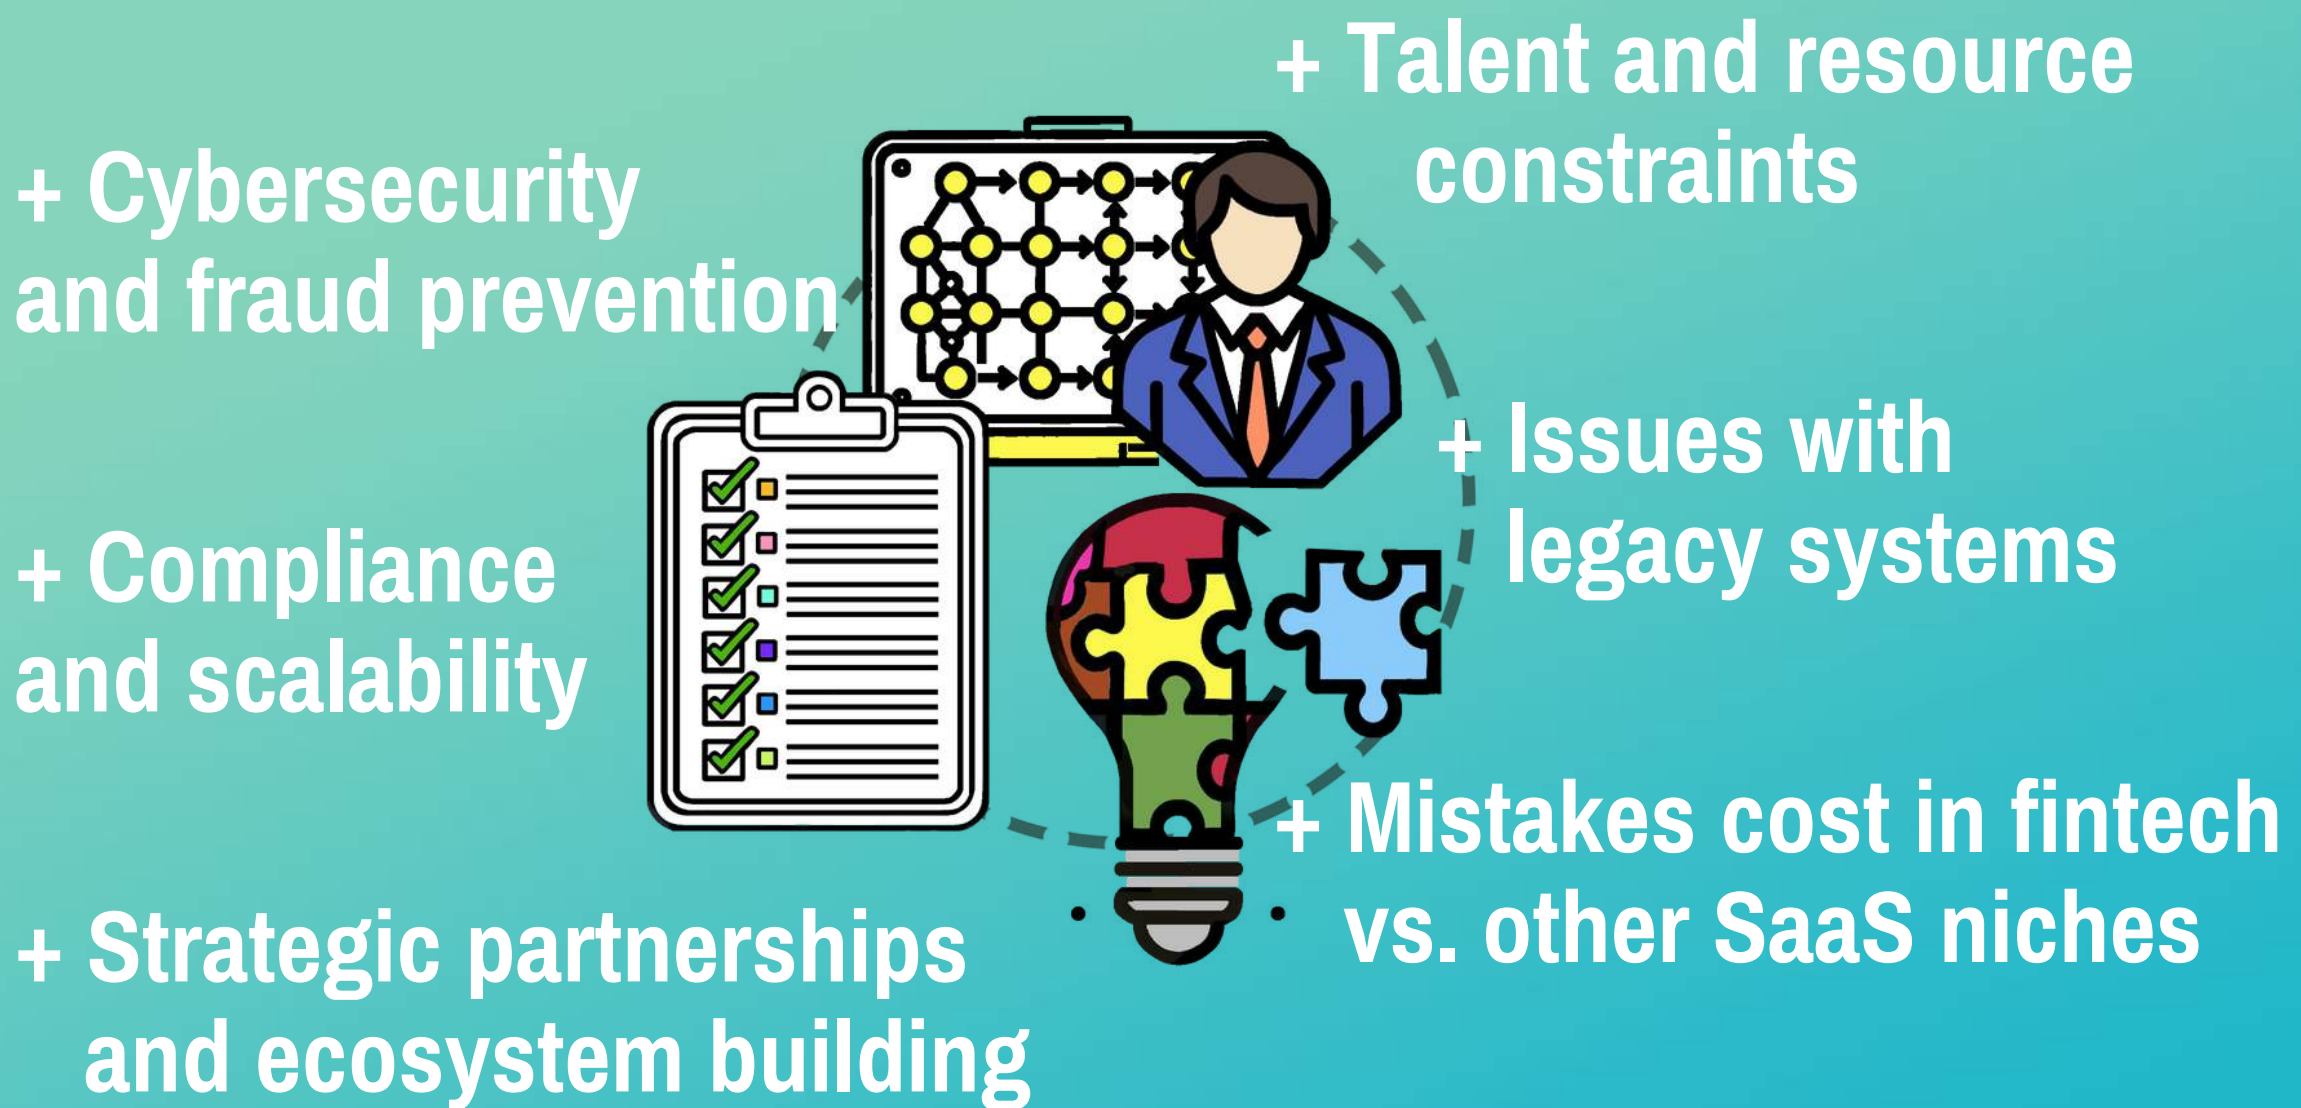 + Cybersecurity
and fraud prevention
+ Compliance
and scalability
+ Strategic partnerships
and ecosystem building
+ Talent and resource
constraints
+ Issues with
legacy systems
+ Mistakes cost in fintech
vs. other SaaS niches